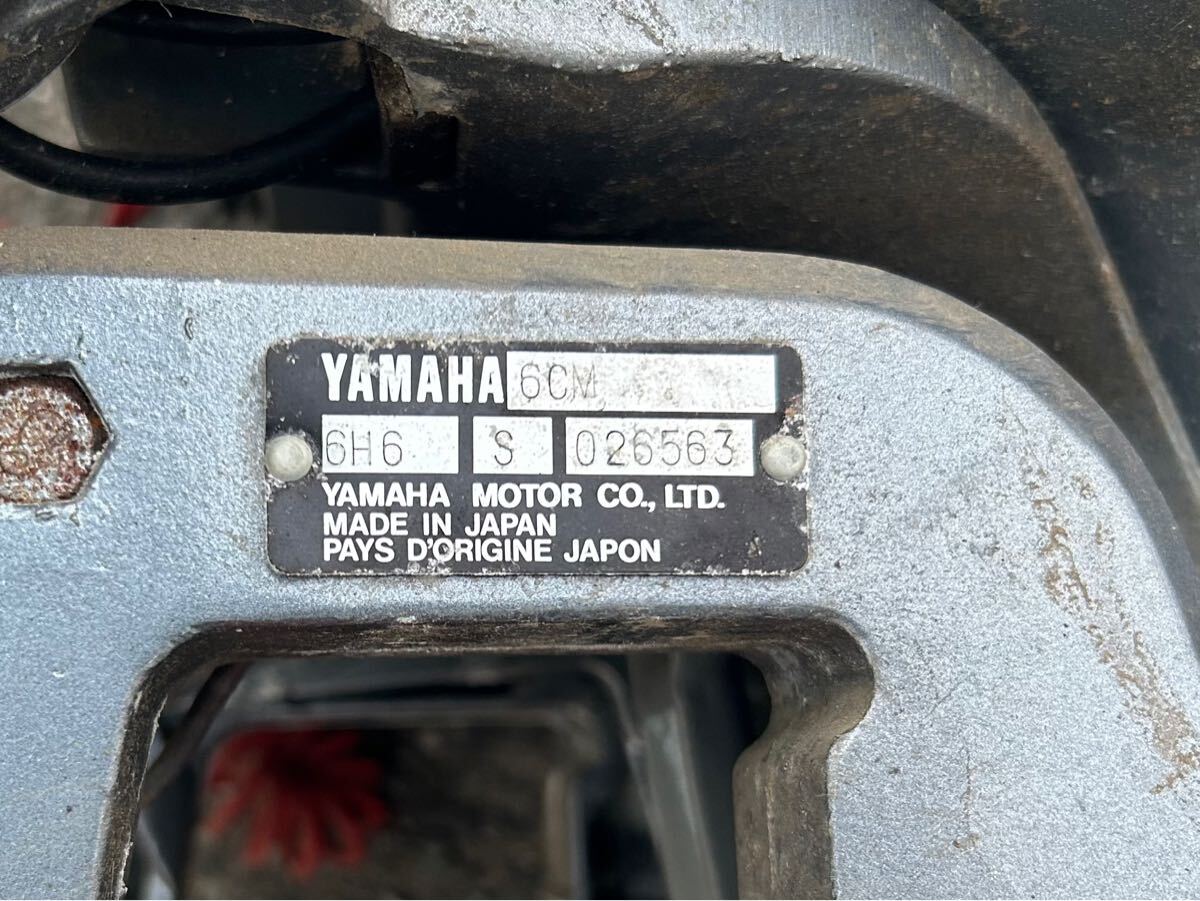 YAMAHA 6CM
6H6 S 026563
YAMAHA MOTOR CO., LTD.
MADE IN JAPAN
PAYS D'ORIGINE JAPON